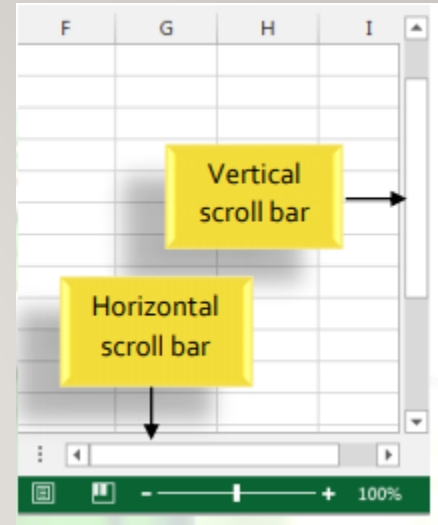 F G H I
Vertical
scroll bar
Horizontal
scroll bar
- + 100%